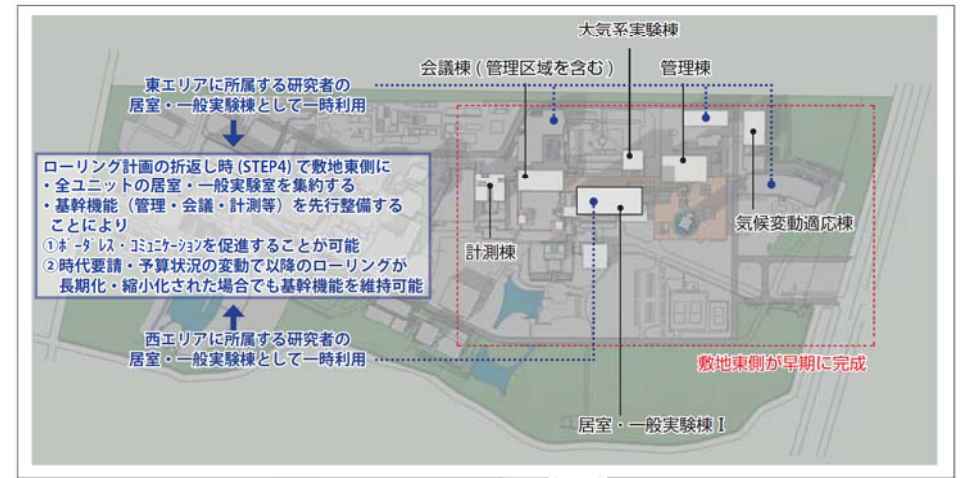 大気系実験棟
会議棟 ( 管理区域を含む )
管理棟
東エリアに所属する研究者の
居室・一般実験棟として一時利用
ローリング計画の折返し時 (STEP4) で敷地東側に
・全ユニットの居室・一般実験室を集約する
・基幹機能（管理・会議・計測等）を先行整備する
ことにより
①ﾎﾞｰﾀﾞﾚｽ・ｺﾐｭﾆｹｰｼｮﾝを促進することが可能
②時代要請・予算状況の変動で以降のローリングが
長期化・縮小化された場合でも基幹機能を維持可能
計測棟
気候変動適応棟
西エリアに所属する研究者の
居室・一般実験棟として一時利用
敷地東側が早期に完成
居室・一般実験棟Ⅰ